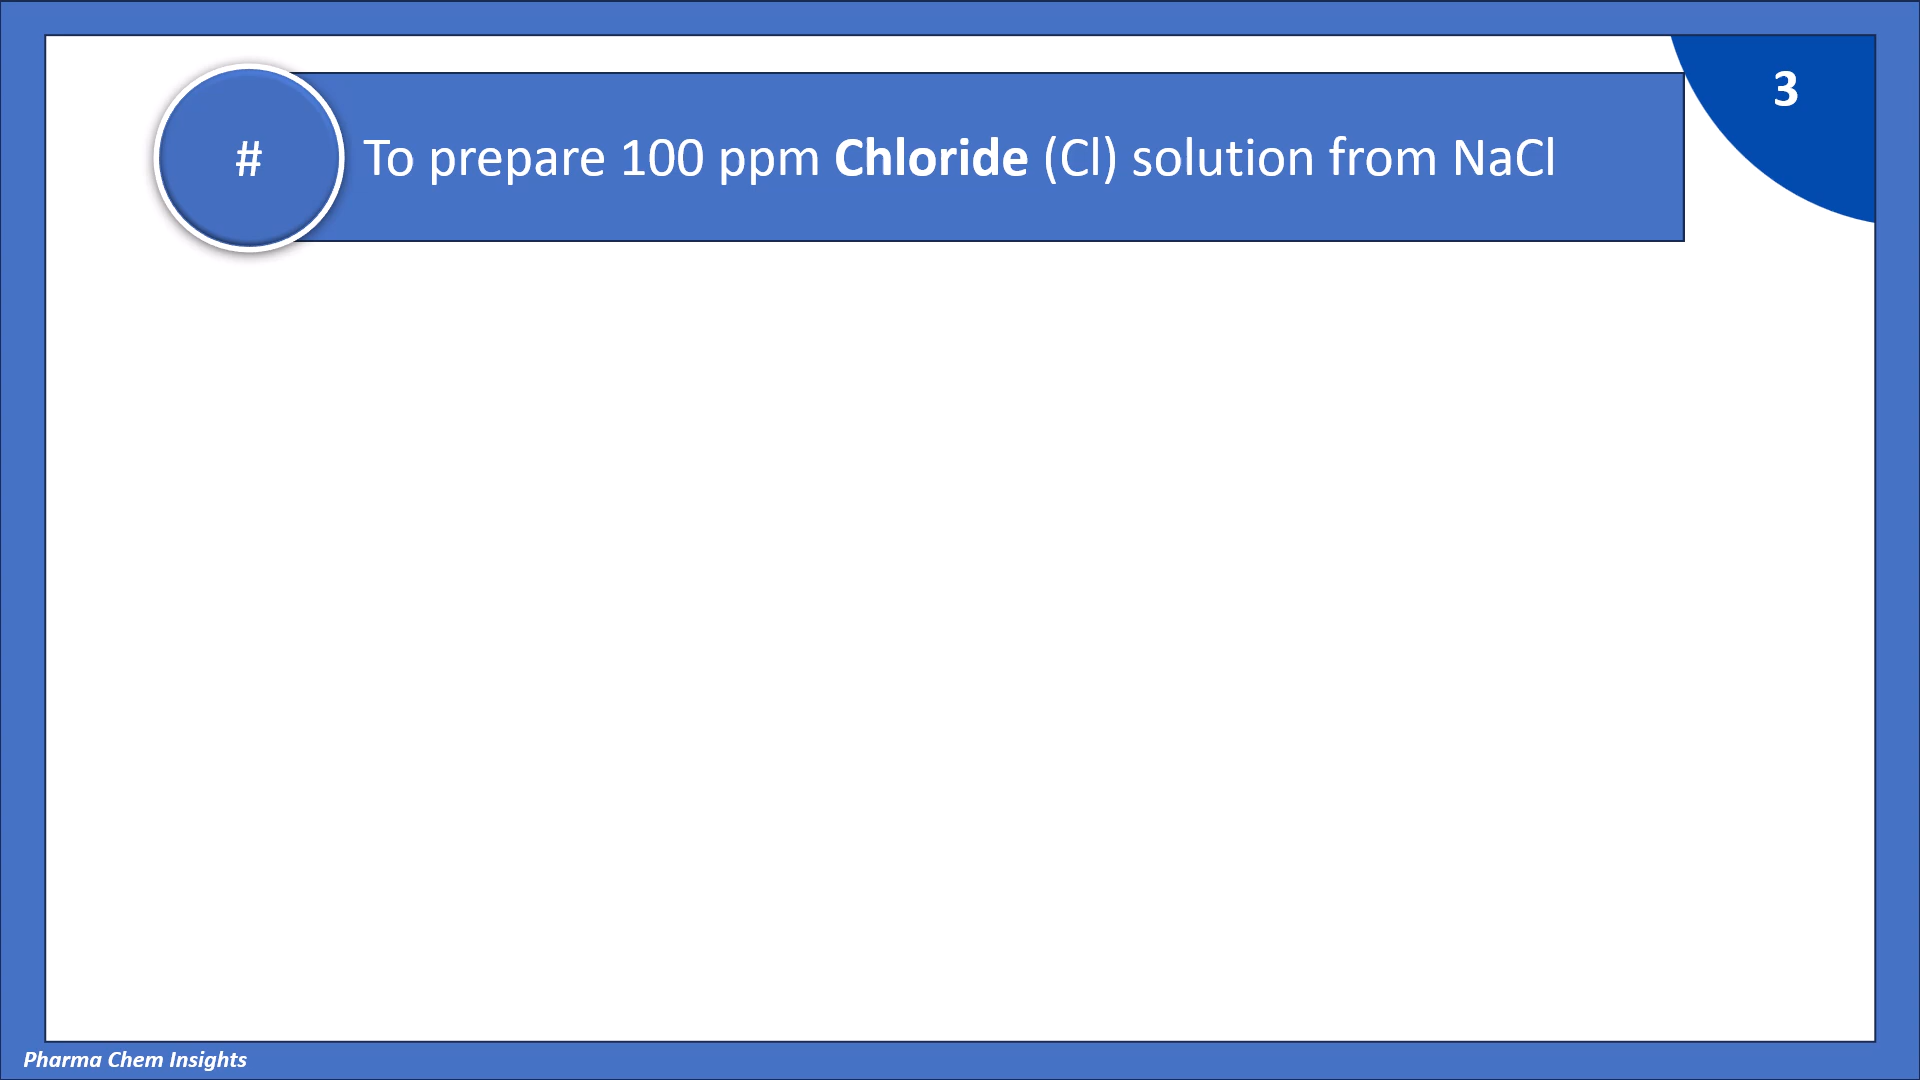 3
# To prepare 100 ppm Chloride (Cl) solution from NaCl
Pharma Chem Insights